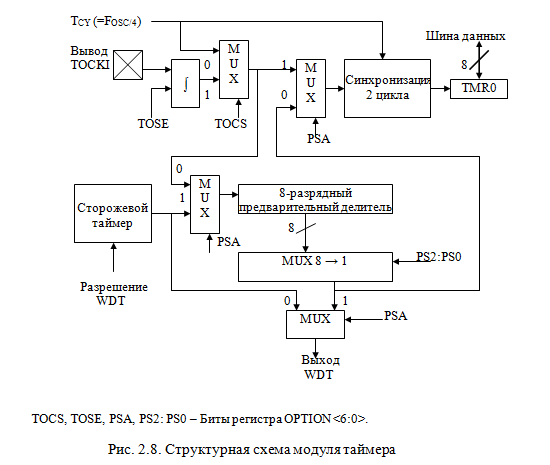 TCY (=FOSC/4)
Вывод
TOCKI
TOSE
∫
0
1
M
U
X
TOCS
1
0
M
U
X
PSA
Синхронизация
2 цикла
Шина данных
8
TMR0
0
1
M
U
X
PSA
Сторожевой
таймер
Разрешение
WDT
8-разрядный
предварительный делитель
8
MUX 8 → 1
PS2:PS0
0
1
MUX
PSA
Выход
WDT
TOCS, TOSE, PSA, PS2: PS0 – Биты регистра OPTION<6:0>.
Рис. 2.8. Структурная схема модуля таймера